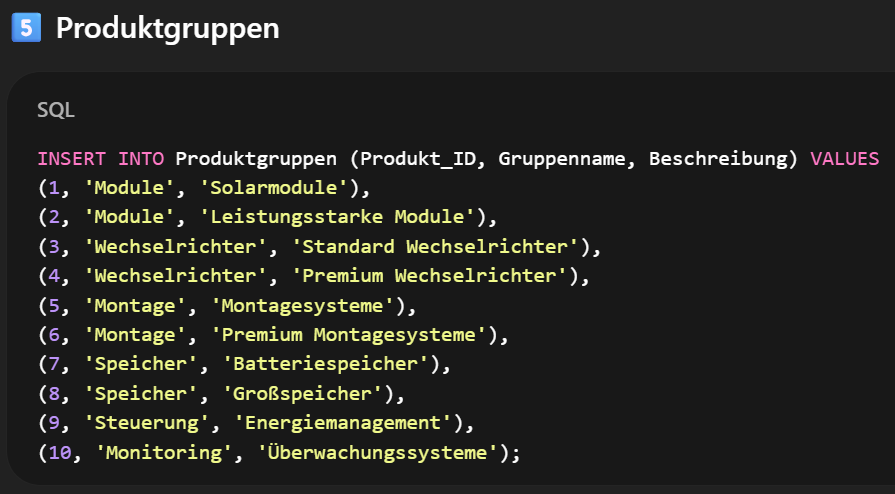 5 Produktgruppen
SQL
INSERT INTO Produktgruppen (Produkt_ID, Gruppenname, Beschreibung) VALUES
(1, 'Module', 'Solarmodule'),
(2, 'Module', 'Leistungsstarke Module'),
(3, 'Wechselrichter', 'Standard Wechselrichter'),
(4, 'Wechselrichter', 'Premium Wechselrichter'),
(5, 'Montage', 'Montagesysteme'),
(6, 'Montage', 'Premium Montagesysteme'),
(7, 'Speicher', 'Batteriespeicher'),
(8, 'Speicher', 'Großspeicher'),
(9, 'Steuerung', 'Energiemanagement'),
(10, 'Monitoring', 'Überwachungssysteme');